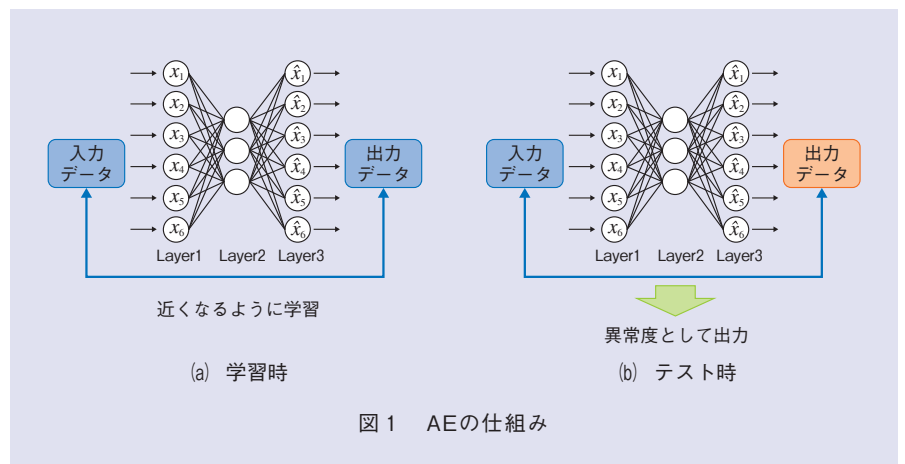 x₁
x₂
x₃
x₄
x₅
x₆
x̂₁
x̂₂
x̂₃
x̂₄
x̂₅
x̂₆
入力
データ
出力
データ
Layer1 Layer2 Layer3
近くなるように学習
(a) 学習時
x₁
x₂
x₃
x₄
x₅
x₆
x̂₁
x̂₂
x̂₃
x̂₄
x̂₅
x̂₆
入力
データ
出力
データ
Layer1 Layer2 Layer3
異常度として出力
(b) テスト時
図1 AEの仕組み